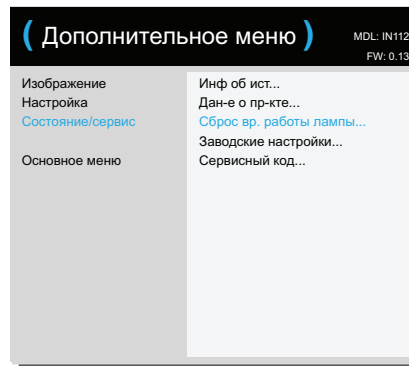 ( Дополнительное меню )
MDL: IN112
FW: 0.13
Изображение
Настройка
Состояние/сервис
Основное меню
Инф об ист...
Дан-е о пр-кте...
Сброс вр. работы лампы...
Заводские настройки...
Сервисный код...